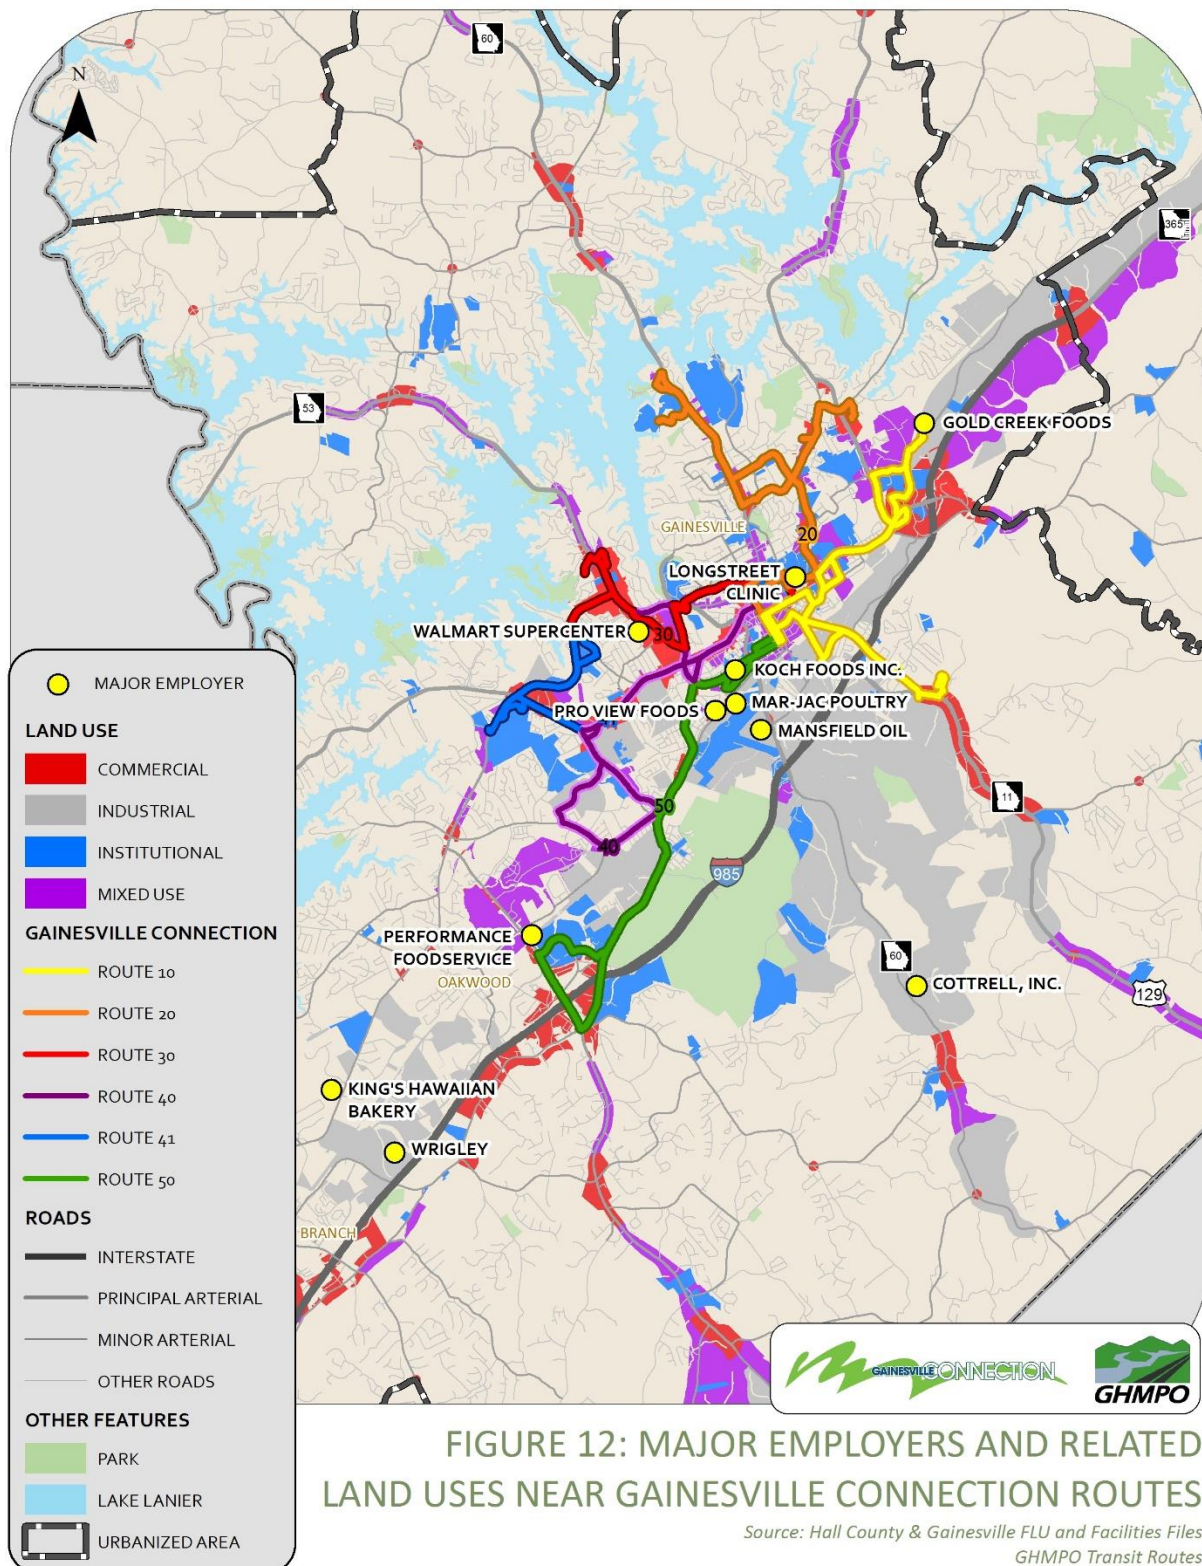 60
N
365
53
GOLD CREEK FOODS
GAINESVILLE
20
LONGSTREET
CLINIC
WALMART SUPERCENTER
30
KOCH FOODS INC.
MAR-JAC POULTRY
PRO VIEW FOODS
MANSFIELD OIL
50
11
40
985
PERFORMANCE
FOODSERVICE
OAKWOOD
60
COTTRELL, INC.
129
KING'S HAWAIIAN
BAKERY
WRIGLEY
BRANCH
MAJOR EMPLOYER
LAND USE
COMMERCIAL
INDUSTRIAL
INSTITUTIONAL
MIXED USE
GAINESVILLE CONNECTION
ROUTE 10
ROUTE 20
ROUTE 30
ROUTE 40
ROUTE 41
ROUTE 50
ROADS
INTERSTATE
PRINCIPAL ARTERIAL
MINOR ARTERIAL
OTHER ROADS
OTHER FEATURES
PARK
LAKE LANIER
URBANIZED AREA
GAINESVILLE CONNECTION
GHMPO
FIGURE 12: MAJOR EMPLOYERS AND RELATED
LAND USES NEAR GAINESVILLE CONNECTION ROUTES
Source: Hall County & Gainesville FLU and Facilities Files
GHMPO Transit Routes